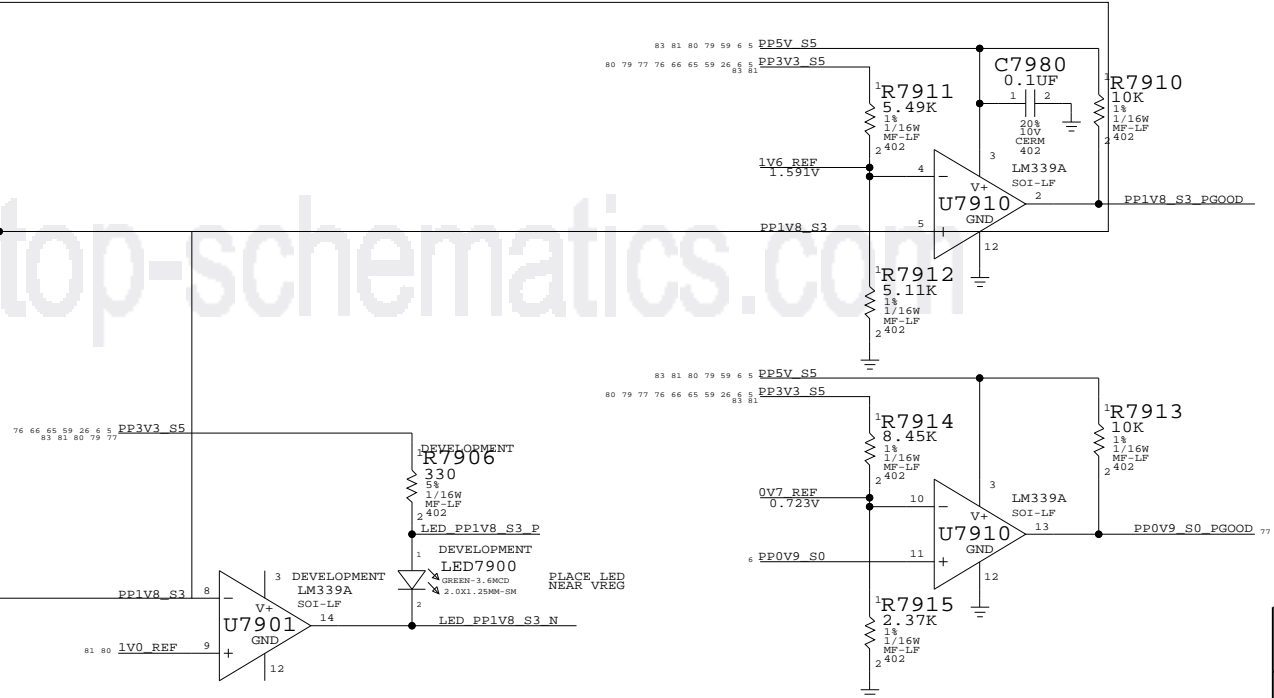 83 81 80 79 59 6 5 PP5V_S5
80 79 77 76 66 65 59 26 6 5 PP3V3_S5
83 81
C7980
0.1UF
1 2
20%
10V
CERM
402
1
R7911
5.49K
1%
1/16W
MF-LF
2 402
1
R7910
10K
1%
1/16W
MF-LF
2 402
1V6_REF
1.591V
4
-
3
V+
LM339A
SOI-LF
U7910
GND
2
PP1V8_S3_PGOOD
PP1V8_S3
5
+
12
top-schematics.com
1
R7912
5.11K
1%
1/16W
MF-LF
2 402
83 81 80 79 59 6 5 PP5V_S5
80 79 77 76 66 65 59 26 6 5 PP3V3_S5
83 81
1
R7914
8.45K
1%
1/16W
MF-LF
2 402
1
R7913
10K
1%
1/16W
MF-LF
2 402
0V7_REF
0.723V
10
-
3
V+
LM339A
SOI-LF
U7910
GND
13
PP0V9_S0_PGOOD 77
6 PP0V9_S0
11
+
12
1
R7915
2.37K
1%
1/16W
MF-LF
2 402
76 66 65 59 26 6 5 PP3V3_S5
83 81 80 79 77
DEVELOPMENT
1
R7906
330
5%
1/16W
MF-LF
2 402
LED_PP1V8_S3_P
1
DEVELOPMENT
LED7900
GREEN-3.6MCD
2.0X1.25MM-SM
2
PLACE LED
NEAR VREG
PP1V8_S3
8
-
3
DEVELOPMENT
LM339A
SOI-LF
V+
U7901
GND
14
LED_PP1V8_S3_N
81 80 1V0_REF
9
+
12